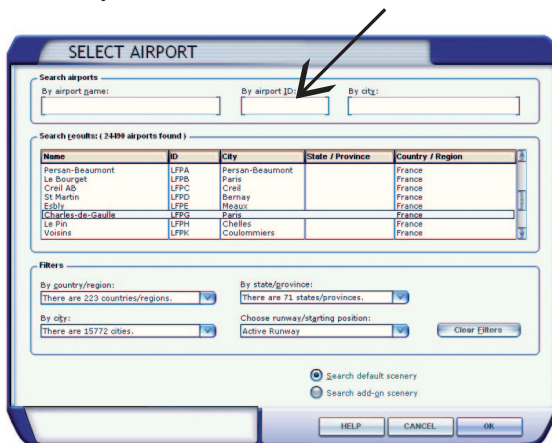 SELECT AIRPORT
Search airports
By airport name: By airport ID: By city:
Search results: ( 24490 airports found )
Name ID City State / Province Country / Region
Persan-Beaumont LFPA Persan-Beaumont France
Le Bourget LFPB Paris France
Creil AB LFPC Creil France
St Martin LFPD Bernay France
Esbly LFPE Meaux France
Charles-de-Gaulle LFPG Paris France
Le Pin LFPH Chelles France
Voisins LFPK Coulommiers France
Filters
By country/region: By state/province:
There are 223 countries/regions. There are 71 states/provinces.
By city: Choose runway/starting position:
There are 15772 cities. Active Runway Clear Filters
Search default scenery
Search add-on scenery
HELP CANCEL OK